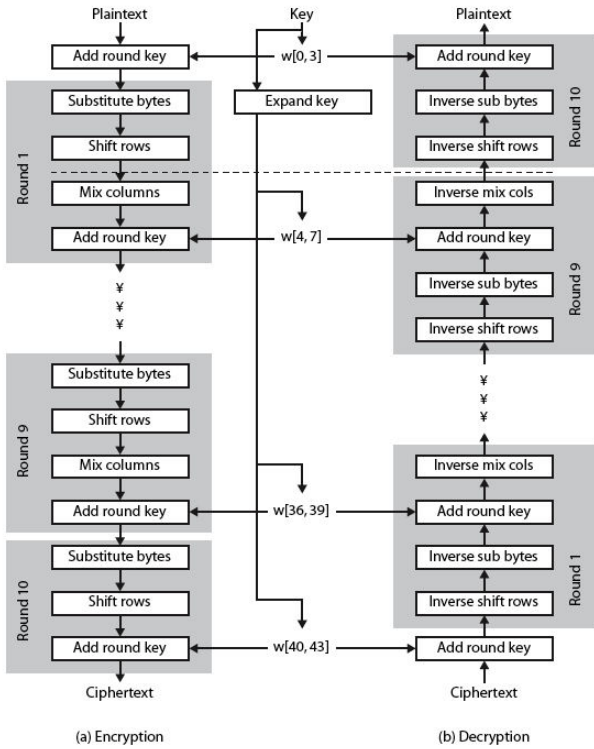 Plaintext
Add round key
Round 1
Substitute bytes
Shift rows
Mix columns
Add round key
¥
¥
¥
Round 9
Substitute bytes
Shift rows
Mix columns
Add round key
Round 10
Substitute bytes
Shift rows
Add round key
Ciphertext
(a) Encryption
Key
w[0, 3]
Expand key
w[4, 7]
w[36, 39]
w[40, 43]
Plaintext
Add round key
Inverse sub bytes
Inverse shift rows
Round 10
Inverse mix cols
Add round key
Inverse sub bytes
Inverse shift rows
Round 9
¥
¥
¥
Inverse mix cols
Add round key
Inverse sub bytes
Inverse shift rows
Round 1
Add round key
Ciphertext
(b) Decryption